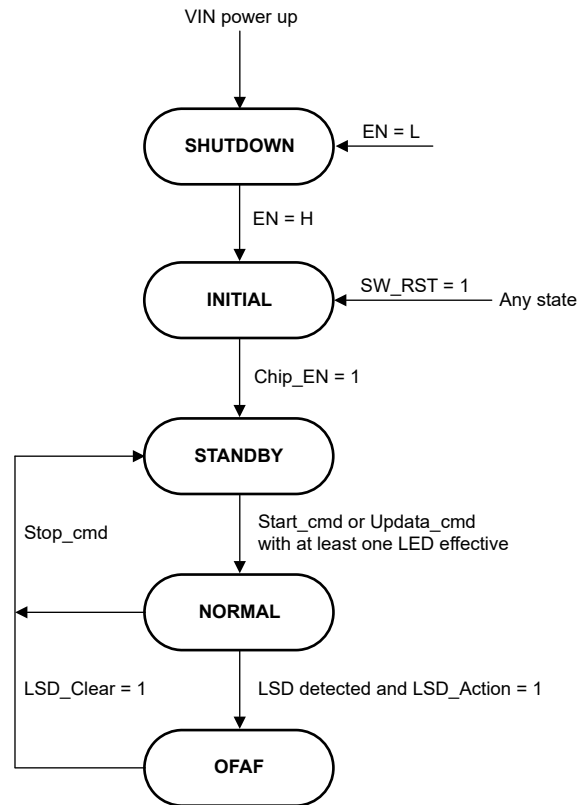 VIN power up
SHUTDOWN
EN = L
EN = H
INITIAL
SW_RST = 1
Any state
Chip_EN = 1
STANDBY
Stop_cmd
Start_cmd or Updata_cmd
with at least one LED effective
NORMAL
LSD_Clear = 1
LSD detected and LSD_Action = 1
OFAF